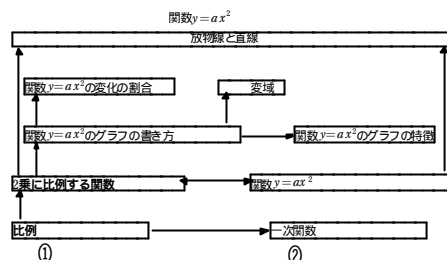 関数y=ax²
放物線と直線
関数y=ax²の変化の割合 変域
関数y=ax²のグラフの書き方 関数y=ax²のグラフの特徴
2乗に比例する関数 関数y=ax²
比例 一次関数
① ②